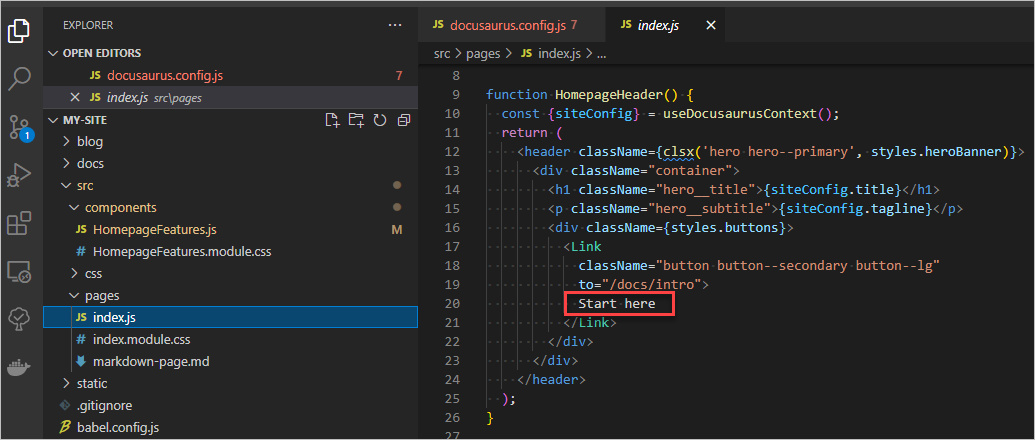 EXPLORER
OPEN EDITORS
JS docusaurus.config.js 7
JS index.js src\pages
MY-SITE
blog
docs
src
components
JS HomepageFeatures.js M
# HomepageFeatures.module.css
css
pages
JS index.js
# index.module.css
markdown-page.md
static
.gitignore
babel.config.js
1
JS docusaurus.config.js 7
JS index.js
src > pages > JS index.js > ...
8
9 function HomepageHeader() {
10 const {siteConfig} = useDocusaurusContext();
11 return (
12 <header className={clsx('hero hero--primary', styles.heroBanner)}>
13 <div className="container">
14 <h1 className="hero__title">{siteConfig.title}</h1>
15 <p className="hero__subtitle">{siteConfig.tagline}</p>
16 <div className={styles.buttons}>
17 <Link
18 className="button button--secondary button--lg"
19 to="/docs/intro">
20 Start here
21 </Link>
22 </div>
23 </div>
24 </header>
25 );
26 }
27